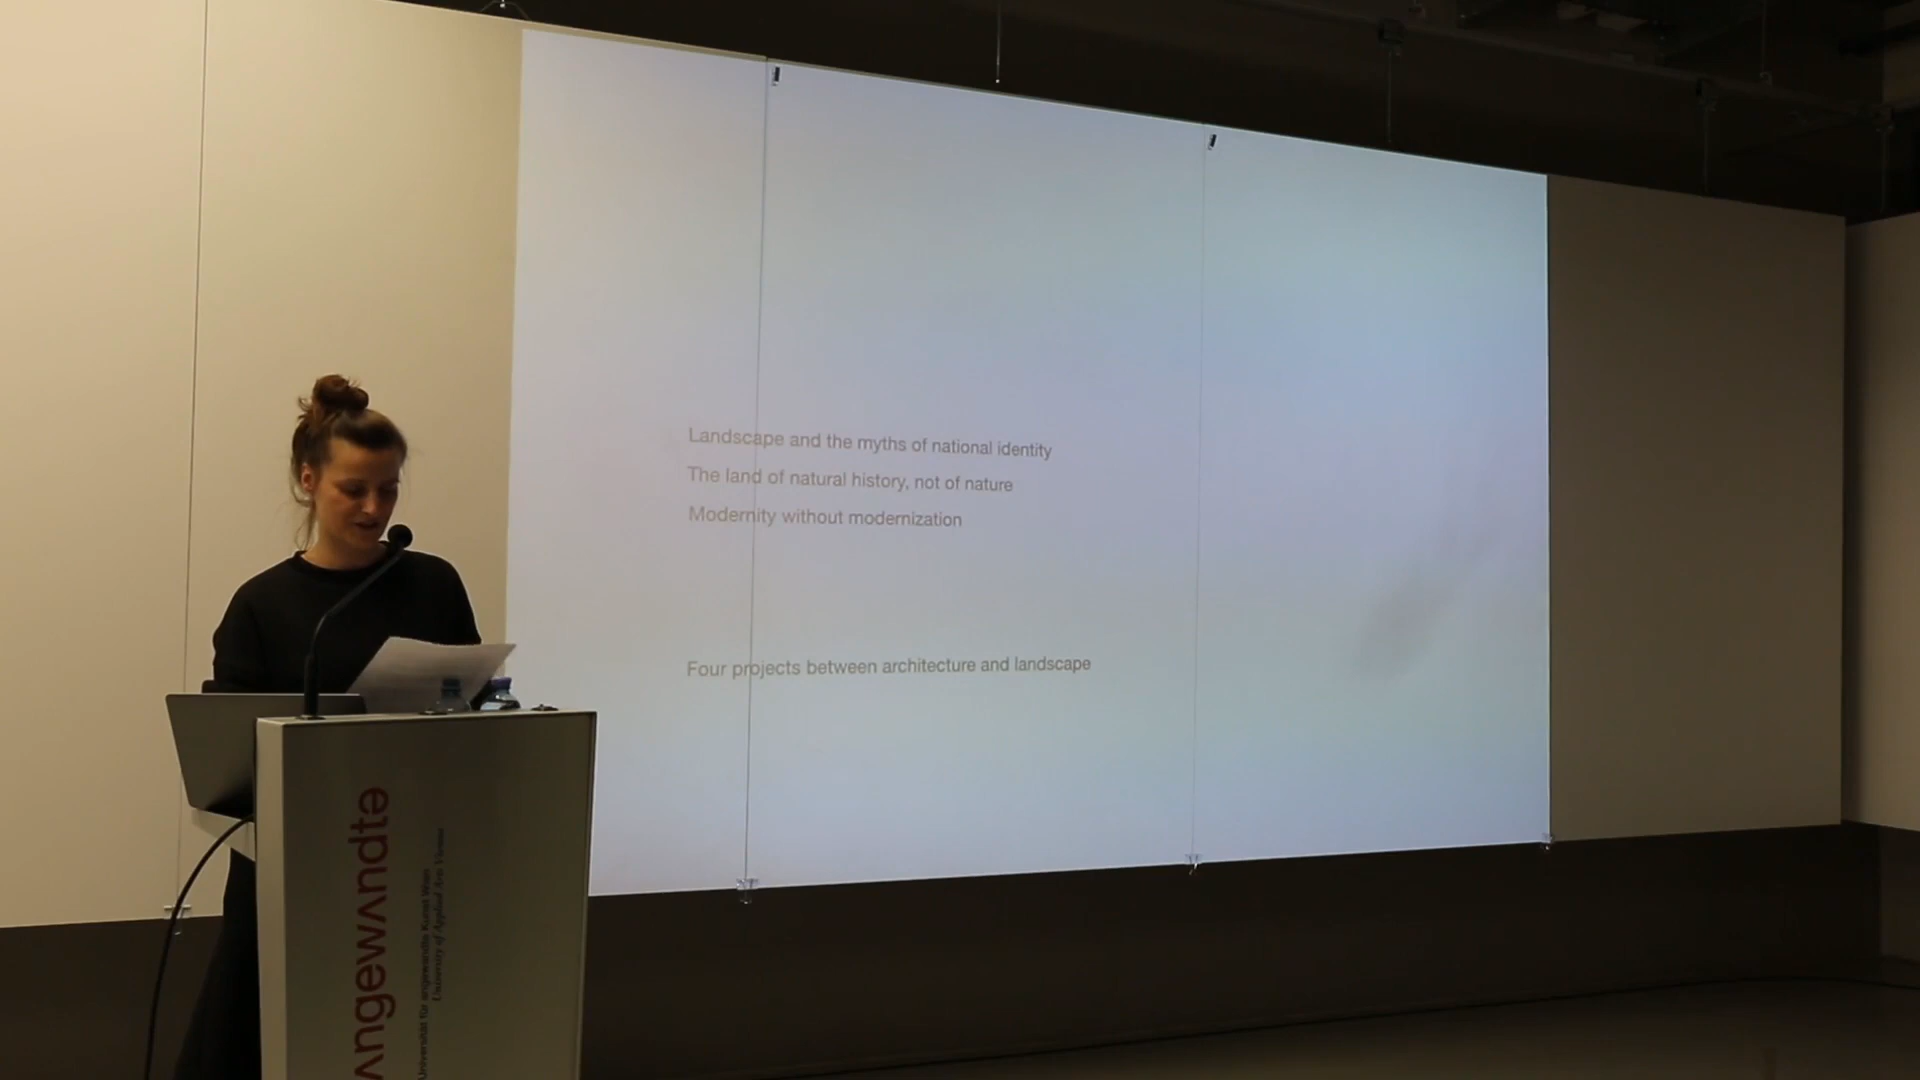 Landscape and the myths of national identity
The land of natural history, not of nature
Modernity without modernization
Four projects between architecture and landscape
ʌngewʌndtə
Universität für angewandte Kunst Wien
University of Applied Arts Vienna